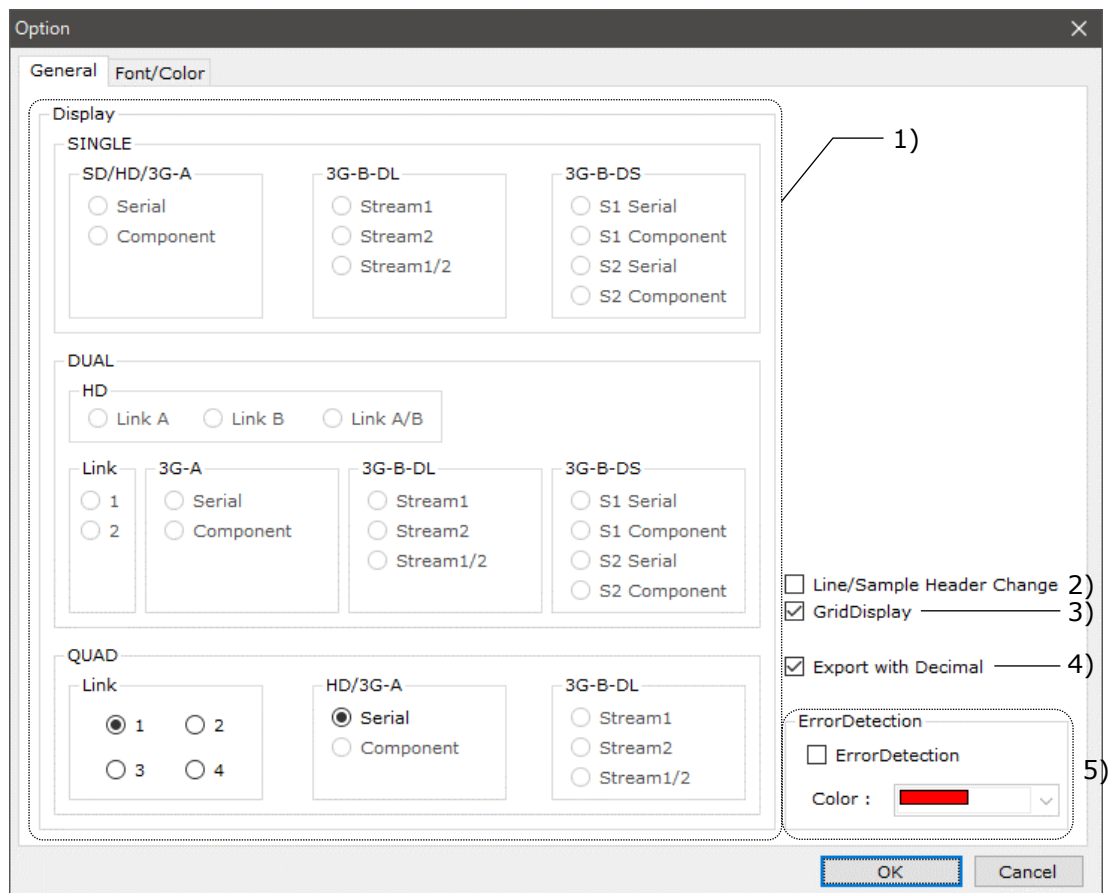 Option
General Font/Color
Display
1)
SINGLE
SD/HD/3G-A 3G-B-DL 3G-B-DS
Serial Stream1 S1 Serial
Component Stream2 S1 Component
Stream1/2 S2 Serial
S2 Component
DUAL
HD
Link A Link B Link A/B
Link 3G-A 3G-B-DL 3G-B-DS
1 Serial Stream1 S1 Serial
2 Component Stream2 S1 Component
Stream1/2 S2 Serial
S2 Component
Line/Sample Header Change 2)
GridDisplay 3)
QUAD
Export with Decimal 4)
Link HD/3G-A 3G-B-DL
1 2 Serial Stream1
Component Stream2
3 4 Stream1/2
ErrorDetection
ErrorDetection
5)
Color :
OK Cancel